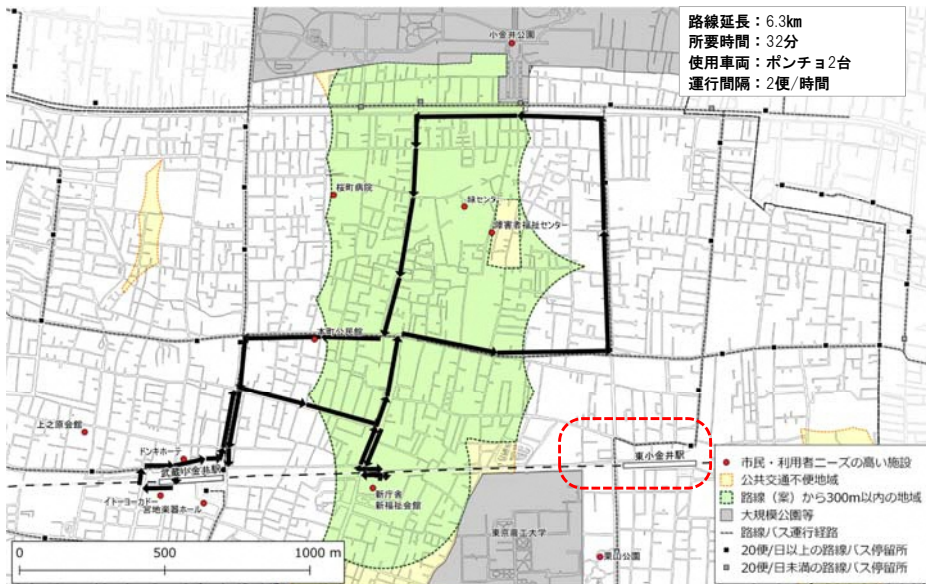 路線延長：6.3km
所要時間：32分
使用車両：ポンチョ2台
運行間隔：2便/時間
小金井公園
桜町病院
障害者福祉センター
本町公民館
上之原会館
ドンキホーテ
武蔵小金井駅
東小金井駅
イトーヨーカドー
宮地楽器ホール
新庁舎
新福祉会館
東京農工大学
栗山公園
市民・利用者ニーズの高い施設
公共交通不便地域
路線（案）から300m以内の地域
大規模公園等
路線バス運行経路
20便/日以上の路線バス停留所
20便/日未満の路線バス停留所
0 500 1000 m